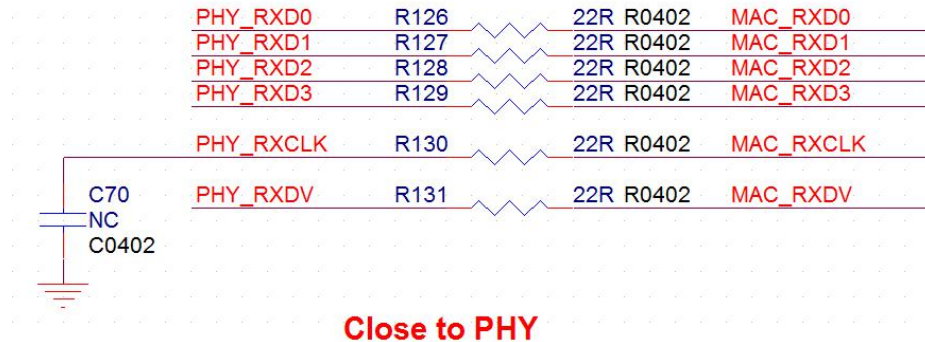 PHY_RXD0 R126 22R R0402 MAC_RXD0
PHY_RXD1 R127 22R R0402 MAC_RXD1
PHY_RXD2 R128 22R R0402 MAC_RXD2
PHY_RXD3 R129 22R R0402 MAC_RXD3
PHY_RXCLK R130 22R R0402 MAC_RXCLK
PHY_RXDV R131 22R R0402 MAC_RXDV
C70
NC
C0402
Close to PHY